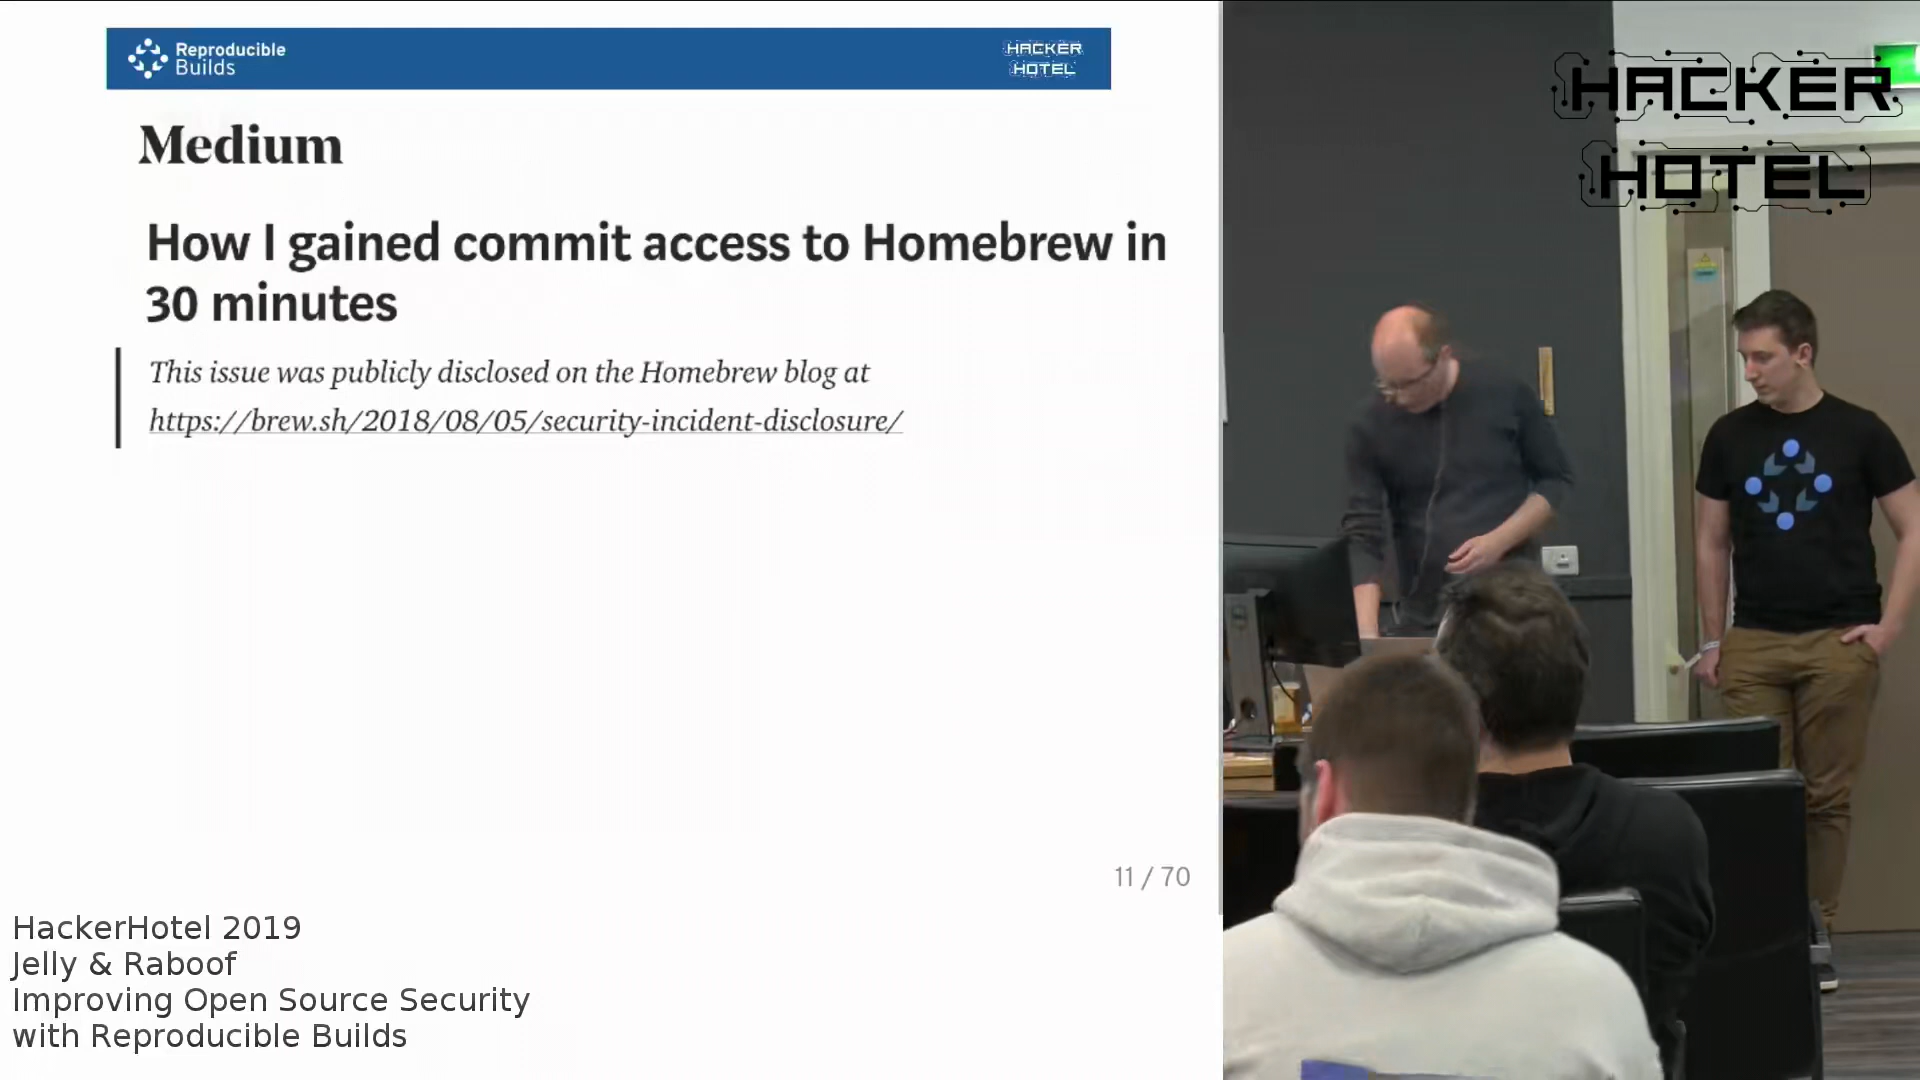 Reproducible
Builds
HACKER
HOTEL
Medium
How I gained commit access to Homebrew in
30 minutes
This issue was publicly disclosed on the Homebrew blog at
https://brew.sh/2018/08/05/security-incident-disclosure/
11 / 70
HackerHotel 2019
Jelly & Raboof
Improving Open Source Security
with Reproducible Builds
HACKER
HOTEL